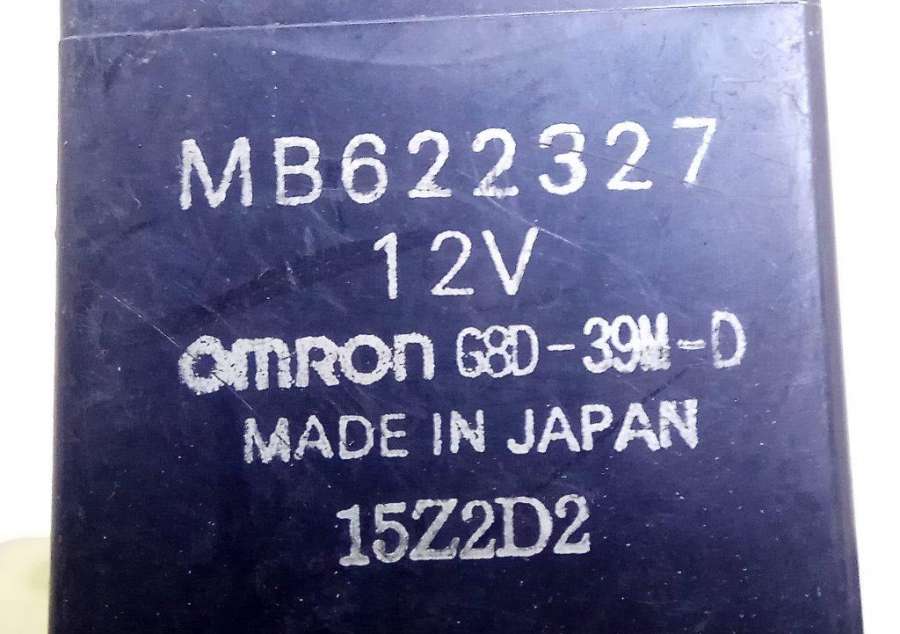 MB622327
12V
omron G8D-39M-D
MADE IN JAPAN
15Z2D2